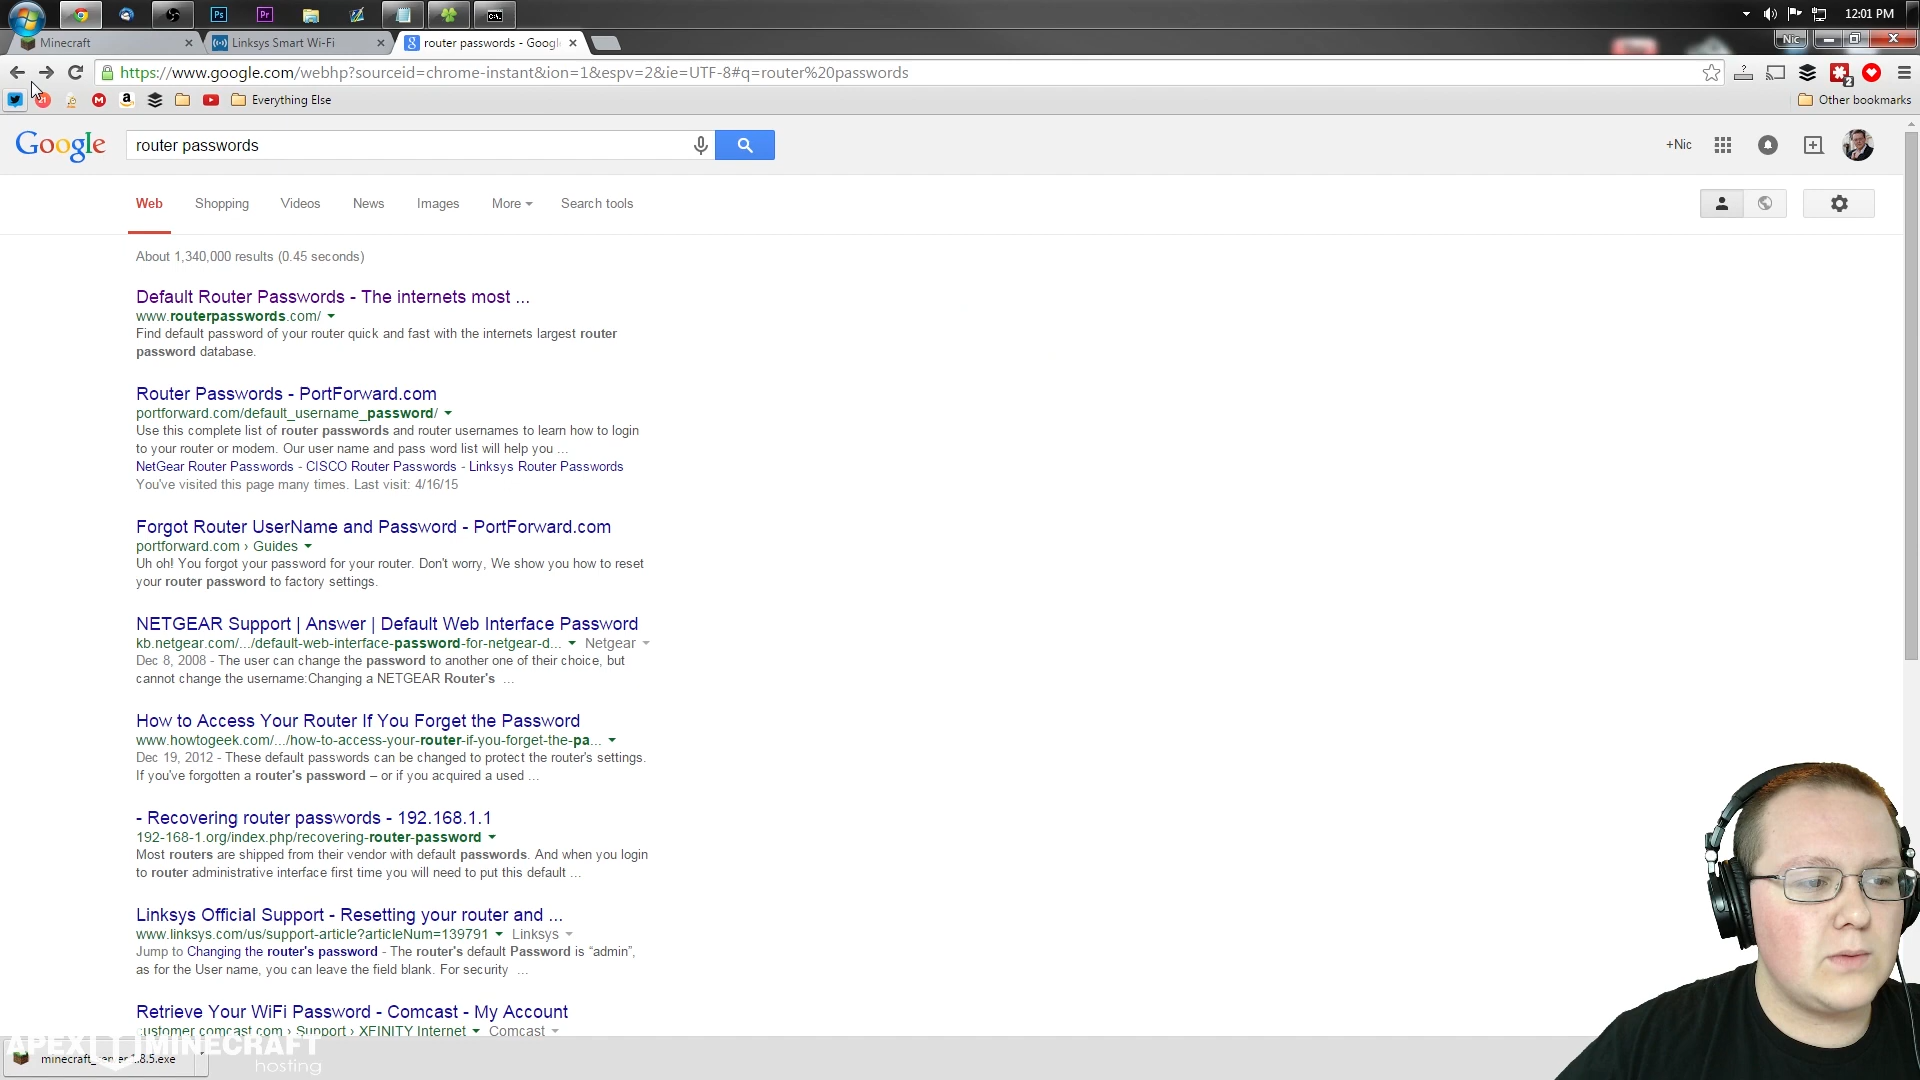 12:01 PM
Minecraft
Linksys Smart Wi-Fi
router passwords - Googl
Nic
https://www.google.com/webhp?sourceid=chrome-instant&ion=1&espv=2&ie=UTF-8#q=router%20passwords
Everything Else
Other bookmarks
Google
router passwords
+Nic
Web
Shopping
Videos
News
Images
More
Search tools
About 1,340,000 results (0.45 seconds)
Default Router Passwords - The internets most ...
www.routerpasswords.com/
Find default password of your router quick and fast with the internets largest router
password database.
Router Passwords - PortForward.com
portforward.com/default_username_password/
Use this complete list of router passwords and router usernames to learn how to login
to your router or modem. Our user name and pass word list will help you ...
NetGear Router Passwords - CISCO Router Passwords - Linksys Router Passwords
You've visited this page many times. Last visit: 4/16/15
Forgot Router UserName and Password - PortForward.com
portforward.com › Guides
Uh oh! You forgot your password for your router. Don't worry, We show you how to reset
your router password to factory settings.
NETGEAR Support | Answer | Default Web Interface Password
kb.netgear.com/.../default-web-interface-password-for-netgear-d... Netgear
Dec 8, 2008 - The user can change the password to another one of their choice, but
cannot change the username:Changing a NETGEAR Router's ...
How to Access Your Router If You Forget the Password
www.howtogeek.com/.../how-to-access-your-router-if-you-forget-the-pa...
Dec 19, 2012 - These default passwords can be changed to protect the router's settings.
If you've forgotten a router's password – or if you acquired a used ...
- Recovering router passwords - 192.168.1.1
192-168-1.org/index.php/recovering-router-password
Most routers are shipped from their vendor with default passwords. And when you login
to router administrative interface first time you will need to put this default ...
Linksys Official Support - Resetting your router and ...
www.linksys.com/us/support-article?articleNum=139791 Linksys
Jump to Changing the router's password - The router's default Password is “admin”,
as for the User name, you can leave the field blank. For security ...
Retrieve Your WiFi Password - Comcast - My Account
customer.comcast.com › Support › XFINITY Internet Comcast
APEX MINECRAFT
hosting
minecraft_server.1.8.5.exe